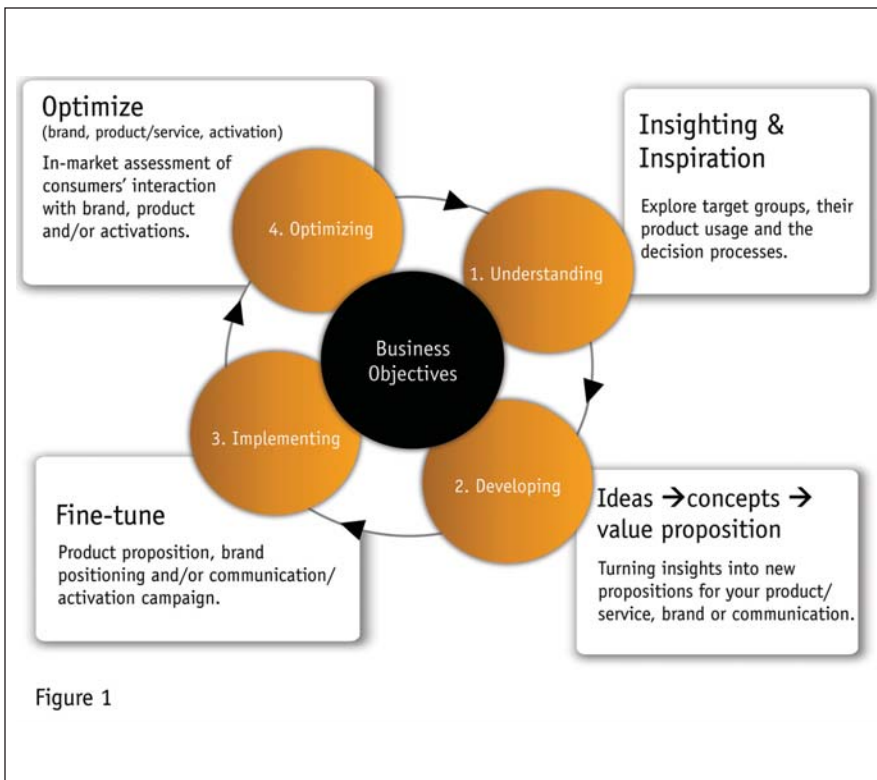 Optimize
(brand, product/service, activation)
In-market assessment of
consumers' interaction
with brand, product
and/or activations.
4. Optimizing
Insighting &
Inspiration
Explore target groups, their
product usage and the
decision processes.
1. Understanding
Business
Objectives
3. Implementing
Fine-tune
Product proposition, brand
positioning and/or communication/
activation campaign.
2. Developing
Ideas → concepts →
value proposition
Turning insights into new
propositions for your product/
service, brand or communication.
Figure 1